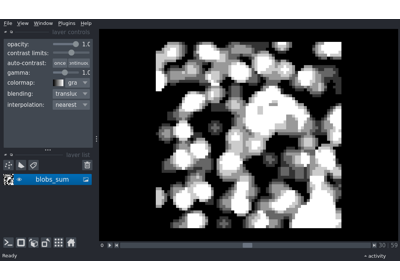 File View Window Plugins Help
layer controls
opacity: 1.0
contrast limits:
auto-contrast: once
gamma: 1.0
colormap: gra
blending: transluc
interpolation: nearest
layer list
blobs_sum
0 30 59
Ready activity